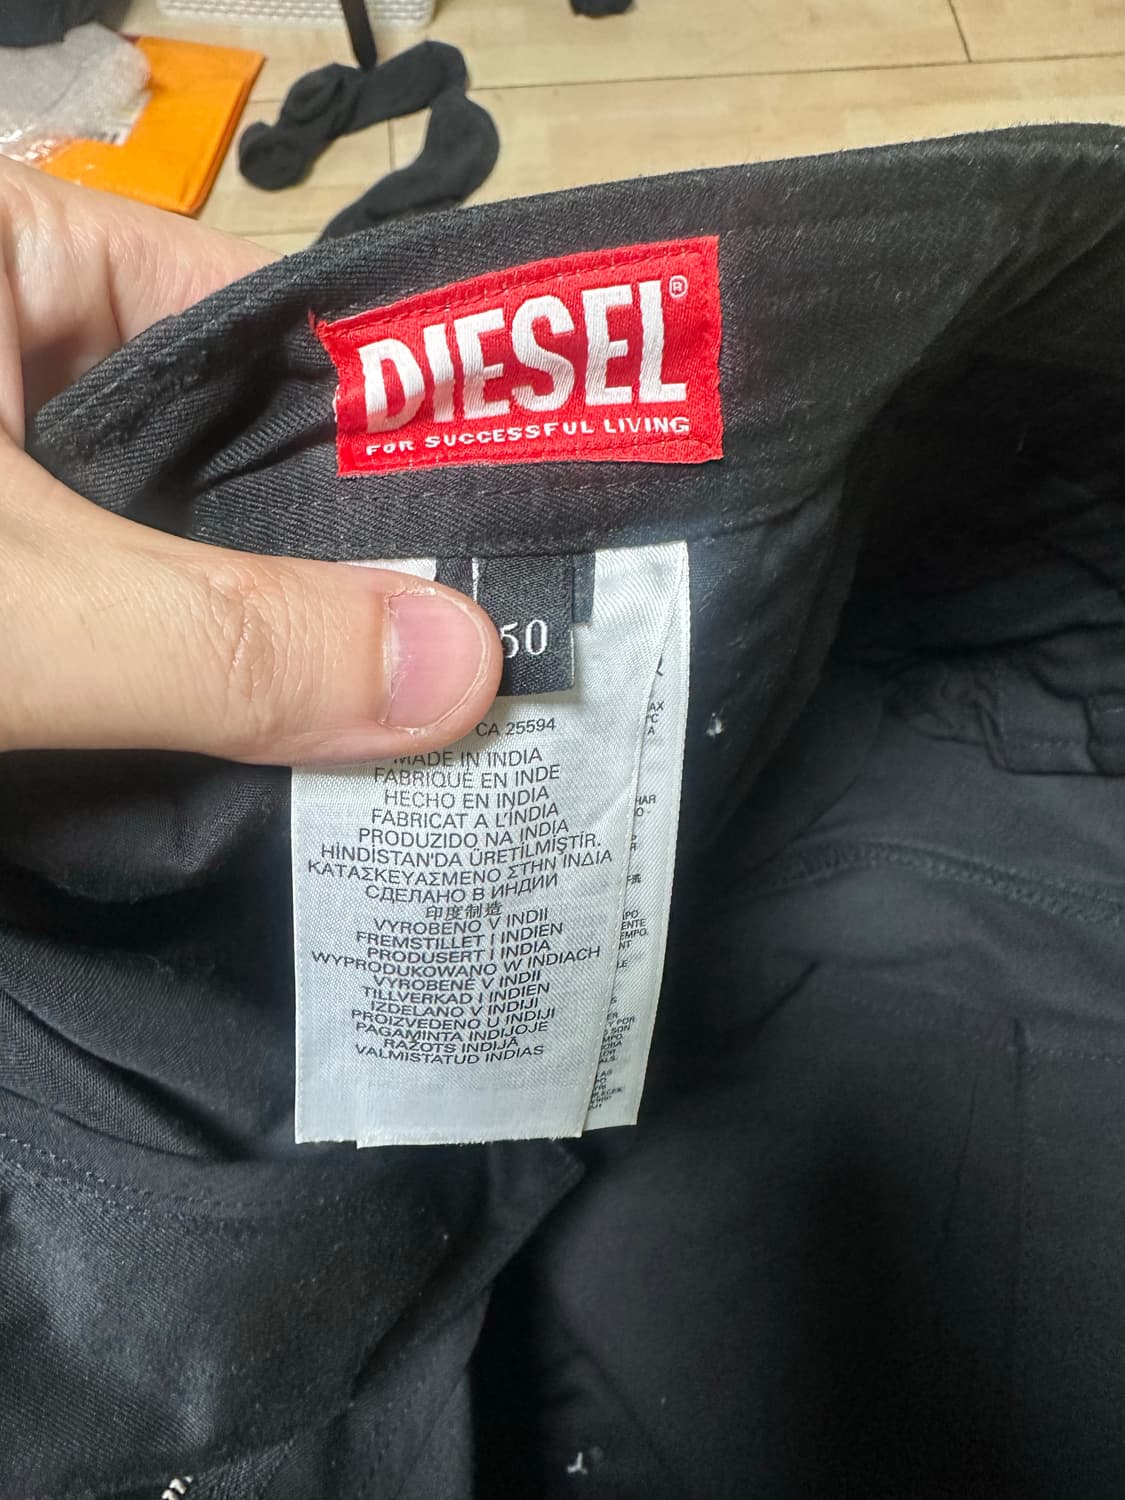 DIESEL®
FOR SUCCESSFUL LIVING
50
CA 25594
MADE IN INDIA
FABRIQUÉ EN INDE
HECHO EN INDIA
FABRICAT A L'ÍNDIA
PRODUZIDO NA INDIA
HİNDİSTAN'DA ÜRETİLMİŞTİR.
ΚΑΤΑΣΚΕΥΑΣΜΕΝΟ ΣΤΗΝ ΙΝΔΙΑ
СДЕЛАНО В ИНДИИ
印度制造
VYROBENO V INDII
FREMSTILLET I INDIEN
PRODUSERT I INDIA
WYPRODUKOWANO W INDIACH
VYROBENÉ V INDII
TILLVERKAD I INDIEN
IZDELANO V INDIJI
PROIZVEDENO U INDIJI
PAGAMINTA INDIJOJE
RAŽOTS INDIJĀ
VALMISTATUD INDIAS